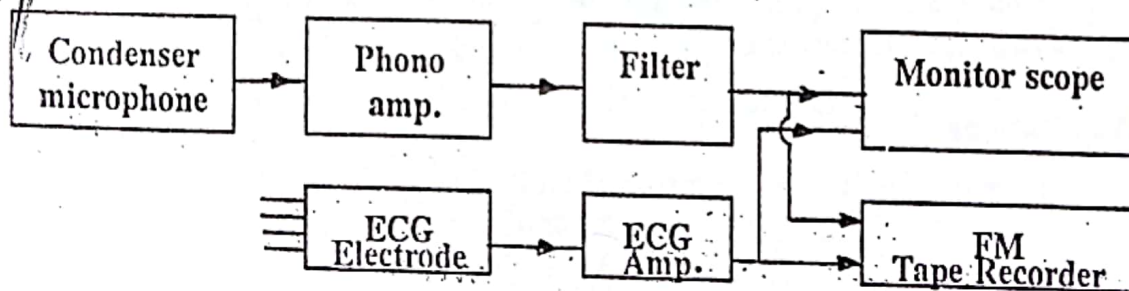 Condenser
microphone
Phono
amp.
Filter
Monitor scope
ECG
Electrode
ECG
Amp.
FM
Tape Recorder